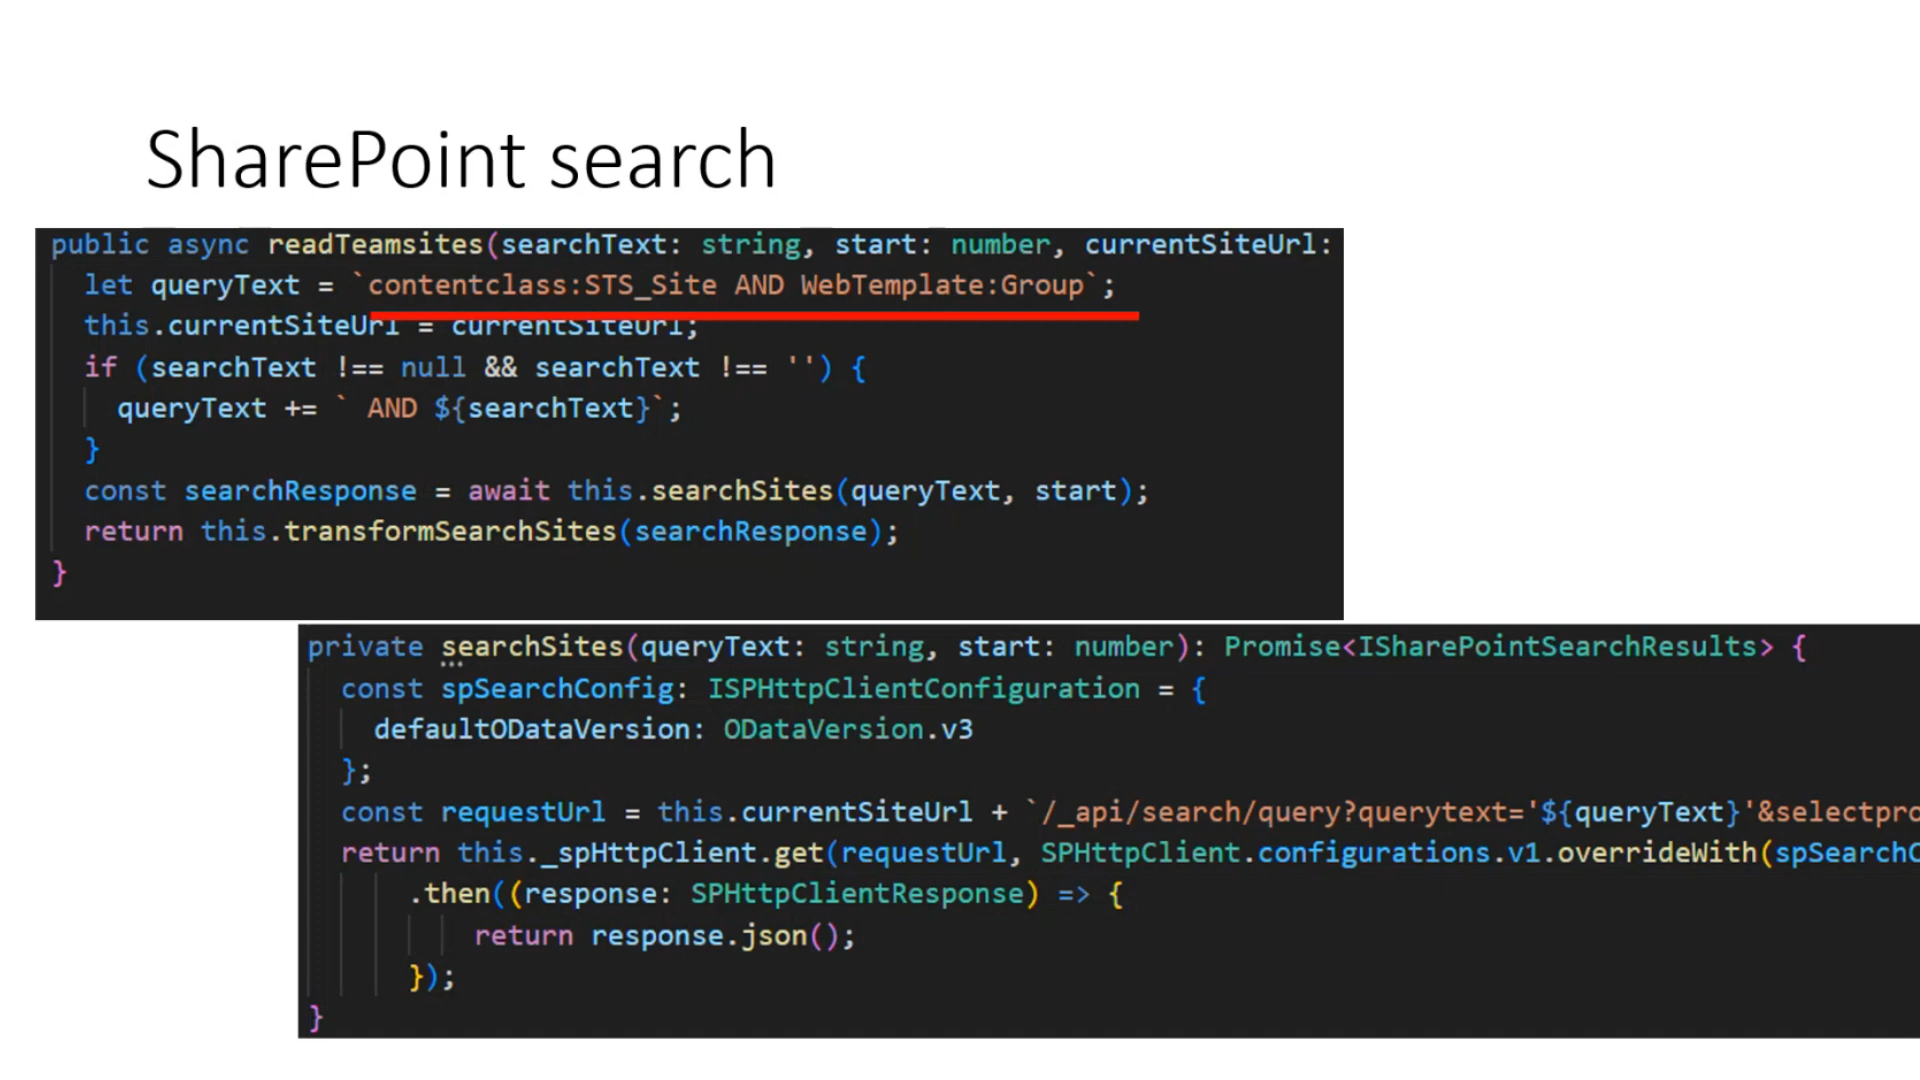 SharePoint search
public async readTeamsites(searchText: string, start: number, currentSiteUrl:
let queryText = `contentclass:STS_Site AND WebTemplate:Group`;
this.currentSiteUrl = currentSiteUrl;
if (searchText !== null && searchText !== '') {
queryText += ` AND ${searchText}`;
}
const searchResponse = await this.searchSites(queryText, start);
return this.transformSearchSites(searchResponse);
}
private searchSites(queryText: string, start: number): Promise<ISharePointSearchResults> {
const spSearchConfig: ISPHttpClientConfiguration = {
defaultODataVersion: ODataVersion.v3
};
const requestUrl = this.currentSiteUrl + `/_api/search/query?querytext='${queryText}'&selectpro
return this._spHttpClient.get(requestUrl, SPHttpClient.configurations.v1.overrideWith(spSearchC
.then((response: SPHttpClientResponse) => {
return response.json();
});
}